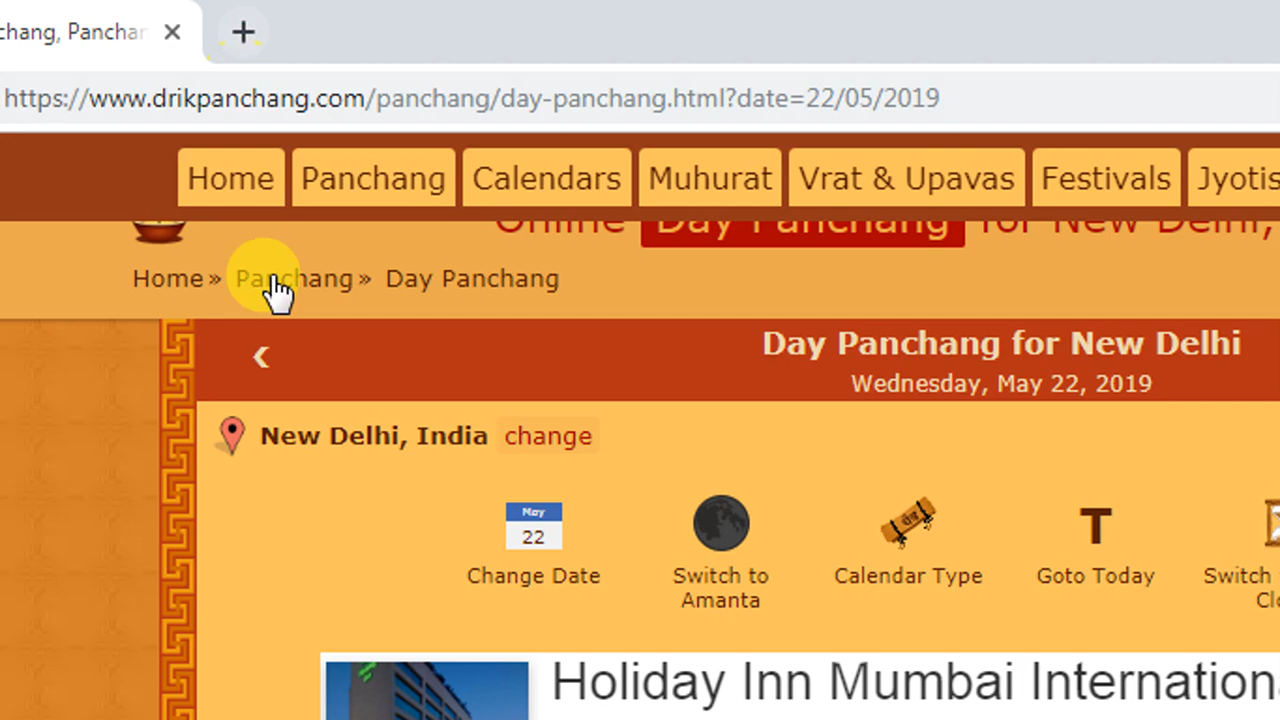 chang, Panchan
https://www.drikpanchang.com/panchang/day-panchang.html?date=22/05/2019
Home Panchang Calendars Muhurat Vrat & Upavas Festivals Jyotis
Online Day Panchang for New Delhi,
Home » Panchang » Day Panchang
‹
Day Panchang for New Delhi
Wednesday, May 22, 2019
New Delhi, India change
May
22
T
Change Date
Switch to
Amanta
Calendar Type
Goto Today
Switch
Clo
Holiday Inn Mumbai Internation